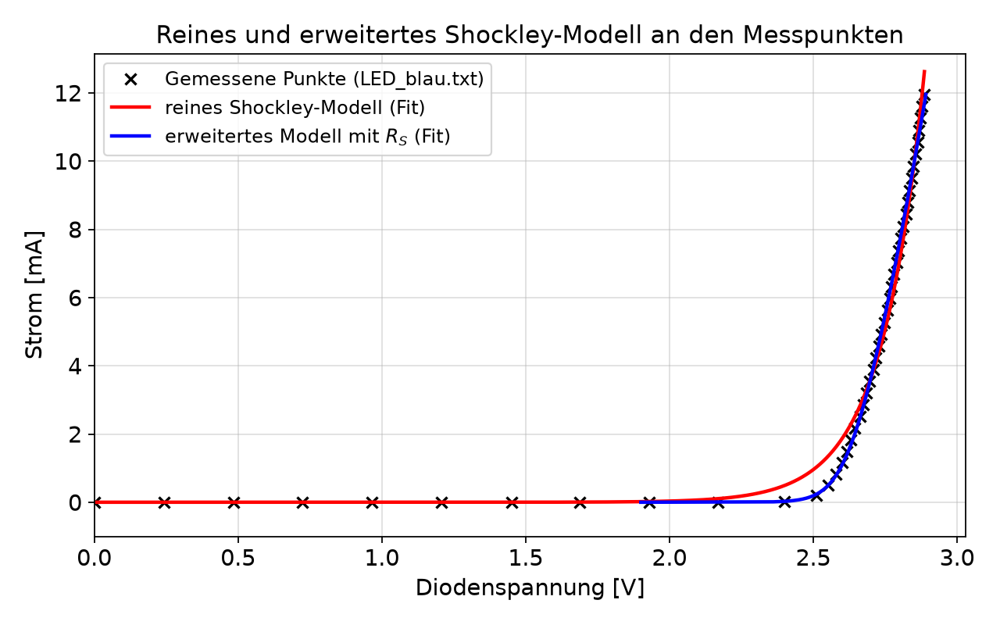 Reines und erweitertes Shockley-Modell an den Messpunkten
Gemessene Punkte (LED_blau.txt)
reines Shockley-Modell (Fit)
erweitertes Modell mit R_S (Fit)
Strom [mA]
12
10
8
6
4
2
0
0.0 0.5 1.0 1.5 2.0 2.5 3.0
Diodenspannung [V]